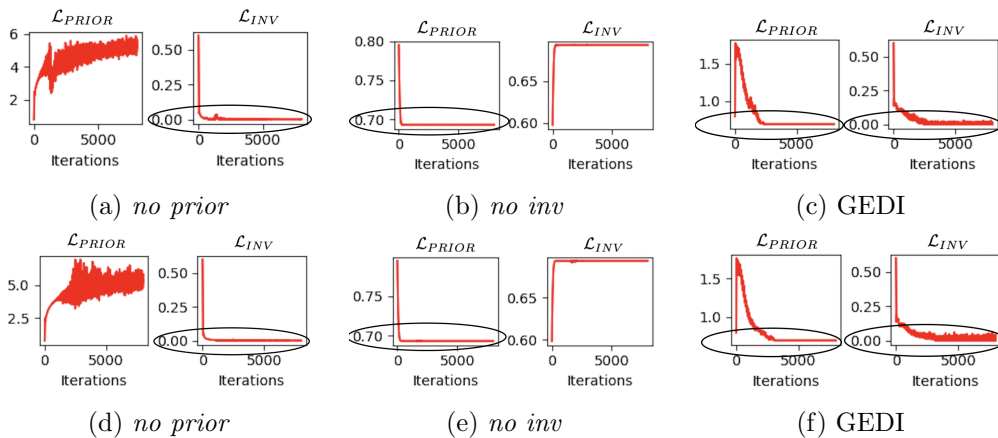 L_PRIOR L_INV L_PRIOR L_INV L_PRIOR L_INV
6 4 2 0.50 0.25 0.00 0.80 0.75 0.70 0.65 0.60 1.5 1.0 0.50 0.25 0.00
0 5000 0 5000 0 5000 0 5000 0 5000 0 5000
Iterations Iterations Iterations Iterations Iterations Iterations
(a) no prior (b) no inv (c) GEDI
L_PRIOR L_INV L_PRIOR L_INV L_PRIOR L_INV
5.0 2.5 0.50 0.25 0.00 0.75 0.70 0.65 0.60 1.5 1.0 0.50 0.25 0.00
0 5000 0 5000 0 5000 0 5000 0 5000 0 5000
Iterations Iterations Iterations Iterations Iterations Iterations
(d) no prior (e) no inv (f) GEDI